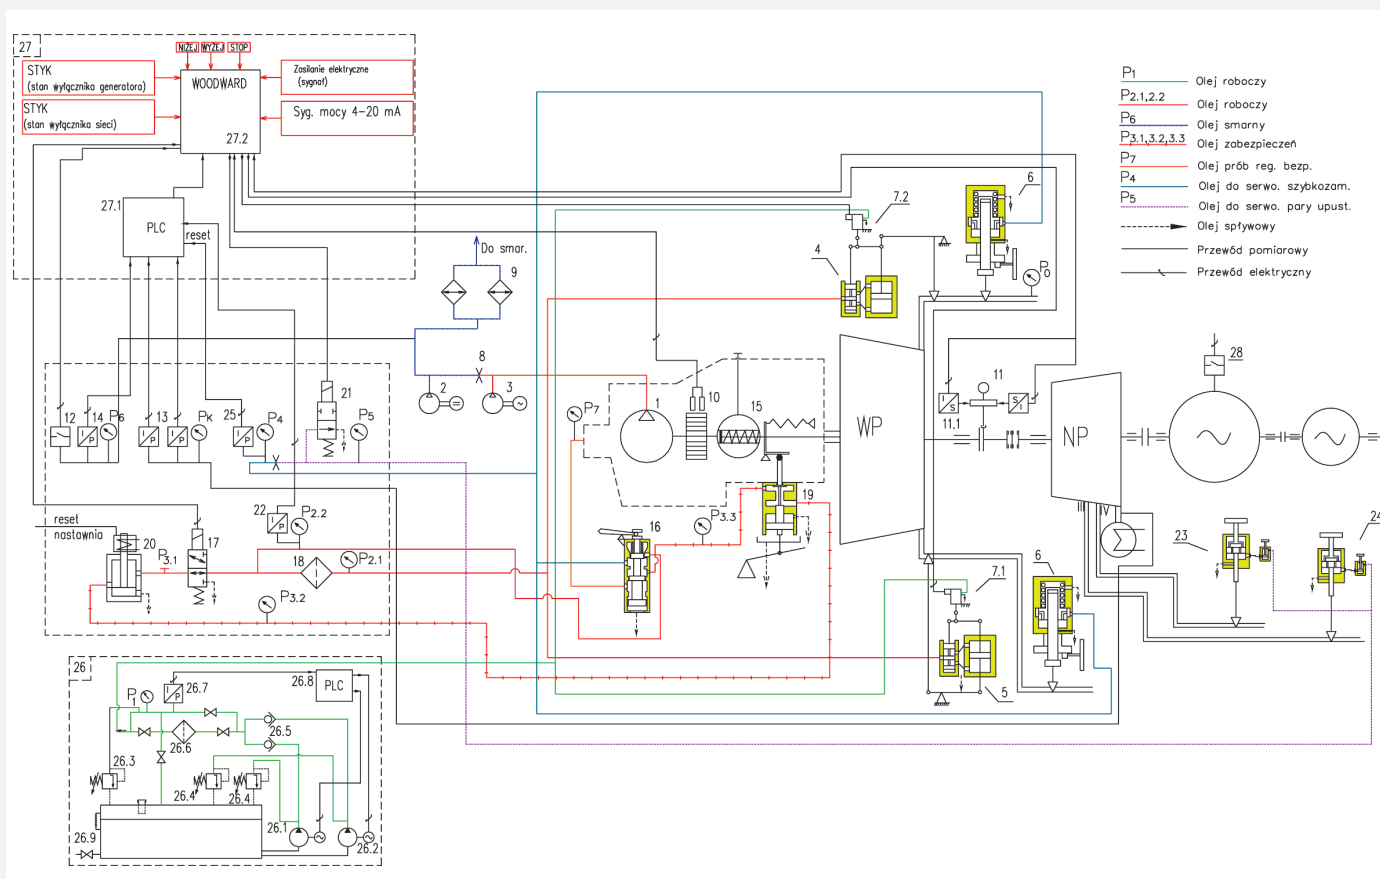 27
NIŻEJ
WYŻEJ
STOP
STYK
(stan wyłącznika generatora)
WOODWARD
Zasilanie elektryczne
(sygnał)
STYK
(stan wyłącznika sieci)
27.2
Syg. mocy 4-20 mA
27.1
PLC
reset
P1
Olej roboczy
P2.1,2.2
Olej roboczy
P6
Olej smarny
P3.1,3.2,3.3
Olej zabezpieczeń
P7
Olej prób reg. bezp.
P4
Olej do serwo. szybkozam.
P5
Olej do serwo. pary upust.
Olej spływowy
Przewód pomiarowy
Przewód elektryczny
Do smar.
9
7.2
6
4
P0
8
2
3
12
14
I
P
P6
13
I
P
I
P
PK
25
I
P
P4
21
P5
P7
1
10
15
WP
11
I
S
S
I
11.1
NP
28
reset
nastawnia
20
P3.1
17
22
I
P
P2.2
18
P2.1
P3.2
16
P3.3
19
23
24
6
7.1
5
26
P1
I
P
26.7
26.8
PLC
26.5
26.6
26.3
26.4
26.4
26.1
26.2
26.9